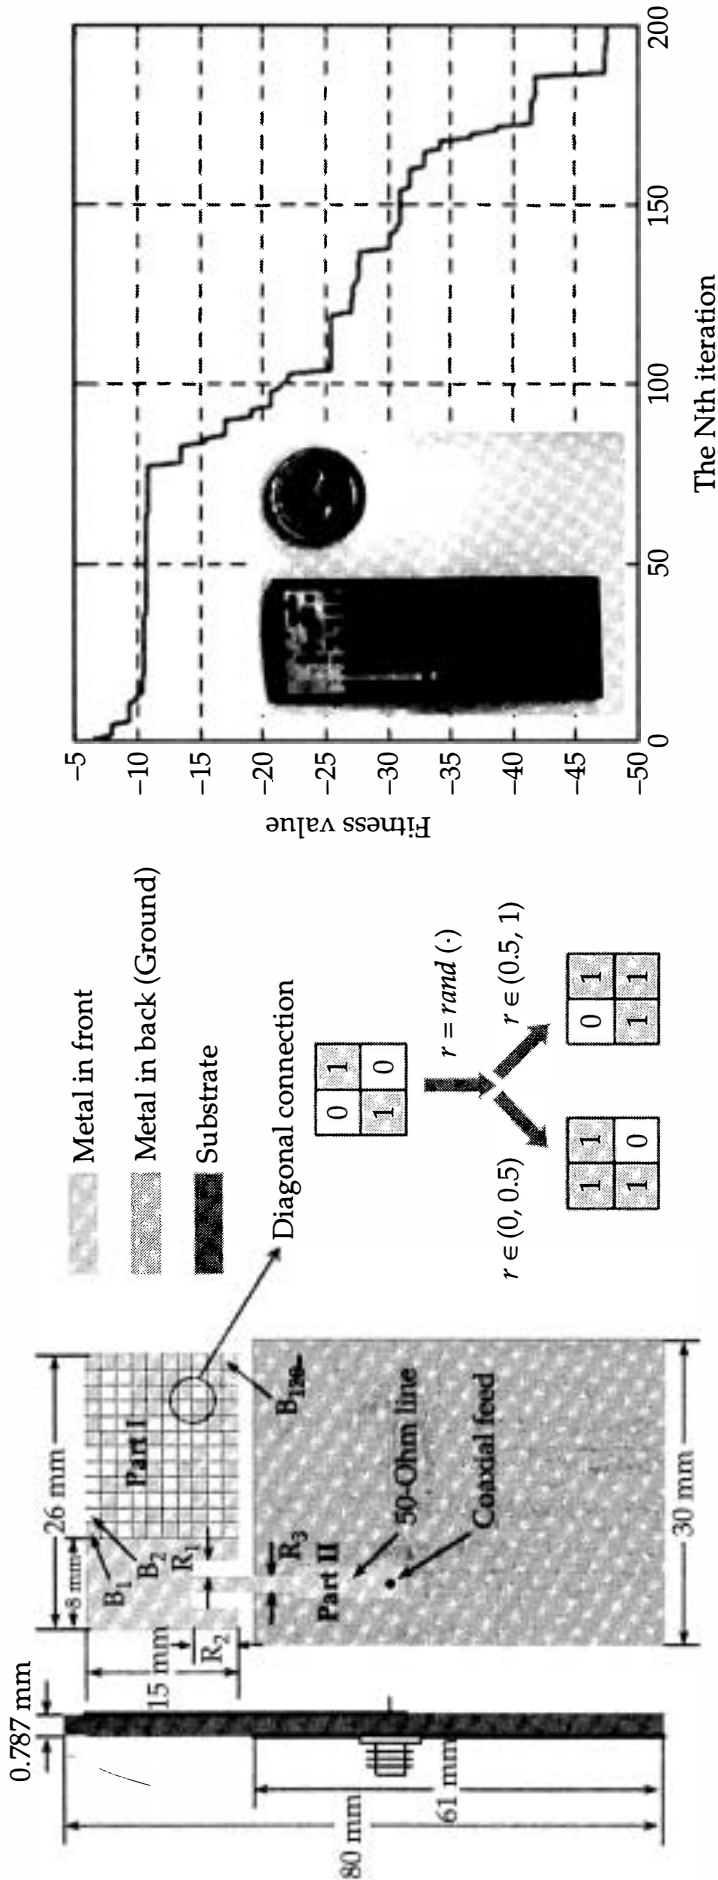 0.787 mm
80 mm
61 mm
15 mm
26 mm
8 mm
30 mm
B1
B2
R1
R2
R3
Part I
B120
Part II
50-Ohm line
Coaxial feed
Metal in front
Metal in back (Ground)
Substrate
Diagonal connection
0 1
1 0
r = rand (·)
r ∈ (0, 0.5)
r ∈ (0.5, 1)
1 1
1 0
0 1
1 1
Fitness value
−5
−10
−15
−20
−25
−30
−35
−40
−45
−50
0
50
100
150
200
The Nth iteration